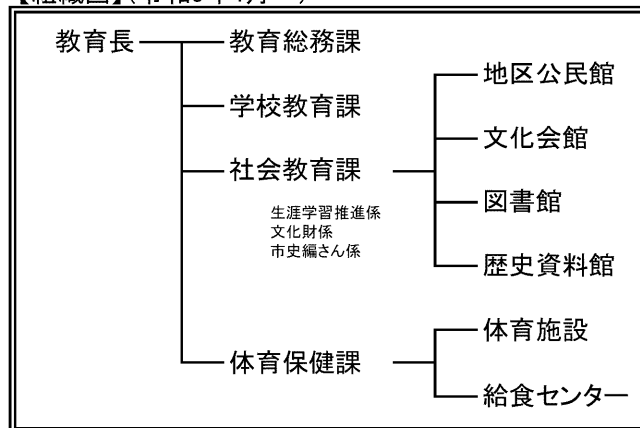 教育長
教育総務課
学校教育課
社会教育課
生涯学習推進係
文化財係
市史編さん係
体育保健課
地区公民館
文化会館
図書館
歴史資料館
体育施設
給食センター